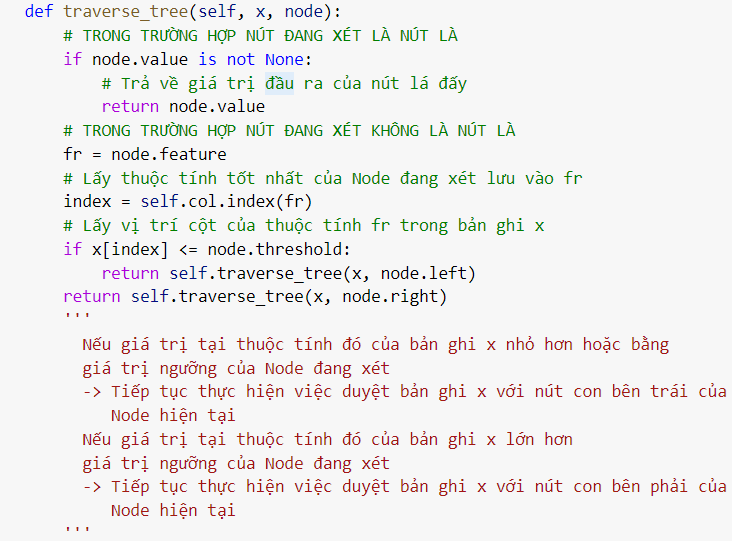 def traverse_tree(self, x, node):
# TRONG TRƯỜNG HỢP NÚT ĐANG XÉT LÀ NÚT LÀ
if node.value is not None:
# Trả về giá trị đầu ra của nút lá đấy
return node.value
# TRONG TRƯỜNG HỢP NÚT ĐANG XÉT KHÔNG LÀ NÚT LÀ
fr = node.feature
# Lấy thuộc tính tốt nhất của Node đang xét lưu vào fr
index = self.col.index(fr)
# Lấy vị trí cột của thuộc tính fr trong bản ghi x
if x[index] <= node.threshold:
return self.traverse_tree(x, node.left)
return self.traverse_tree(x, node.right)
'''
Nếu giá trị tại thuộc tính đó của bản ghi x nhỏ hơn hoặc bằng
giá trị ngưỡng của Node đang xét
-> Tiếp tục thực hiện việc duyệt bản ghi x với nút con bên trái của
Node hiện tại
Nếu giá trị tại thuộc tính đó của bản ghi x lớn hơn
giá trị ngưỡng của Node đang xét
-> Tiếp tục thực hiện việc duyệt bản ghi x với nút con bên phải của
Node hiện tại
'''